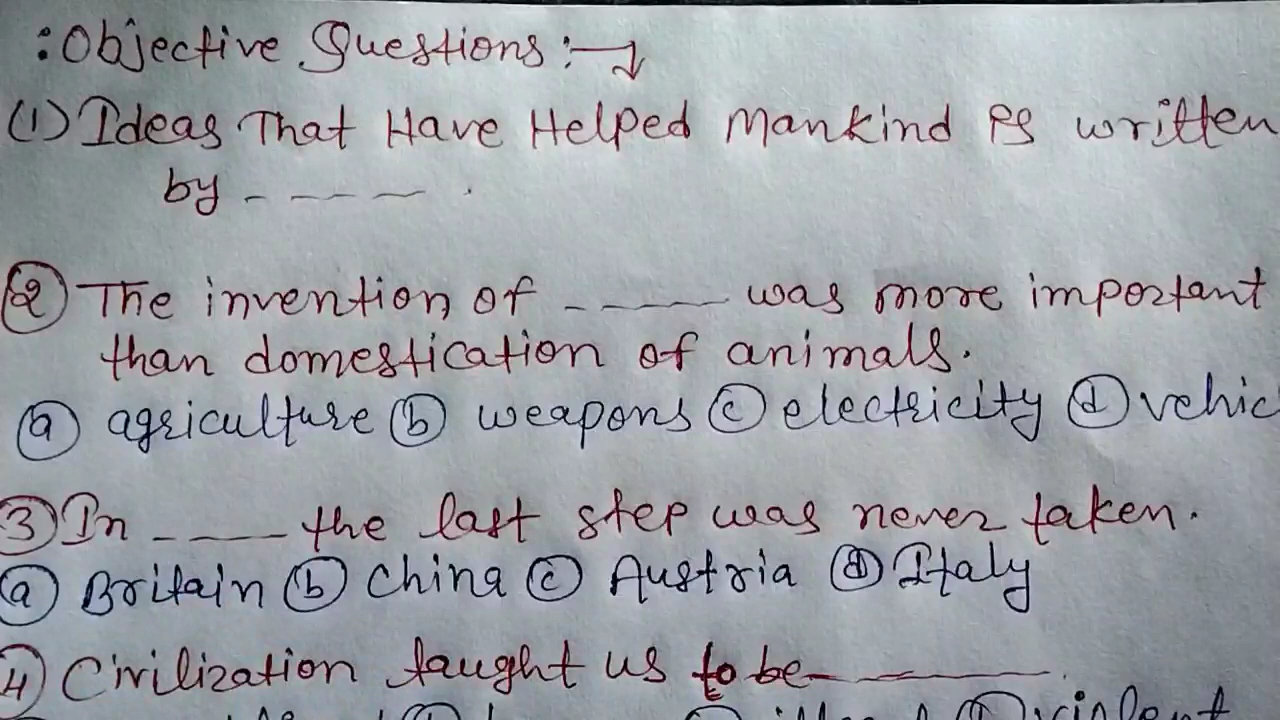 :Objective Questions:→
(1) Ideas That Have Helped Mankind is written
by - - - - .
(2) The invention of - - - - was more important
than domestication of animals.
(a) agriculture (b) weapons (c) electricity (d) vehic
(3) In - - - - the last step was never taken.
(a) Britain (b) China (c) Austria (d) Italy
(4) Civilization taught us to be - - - .